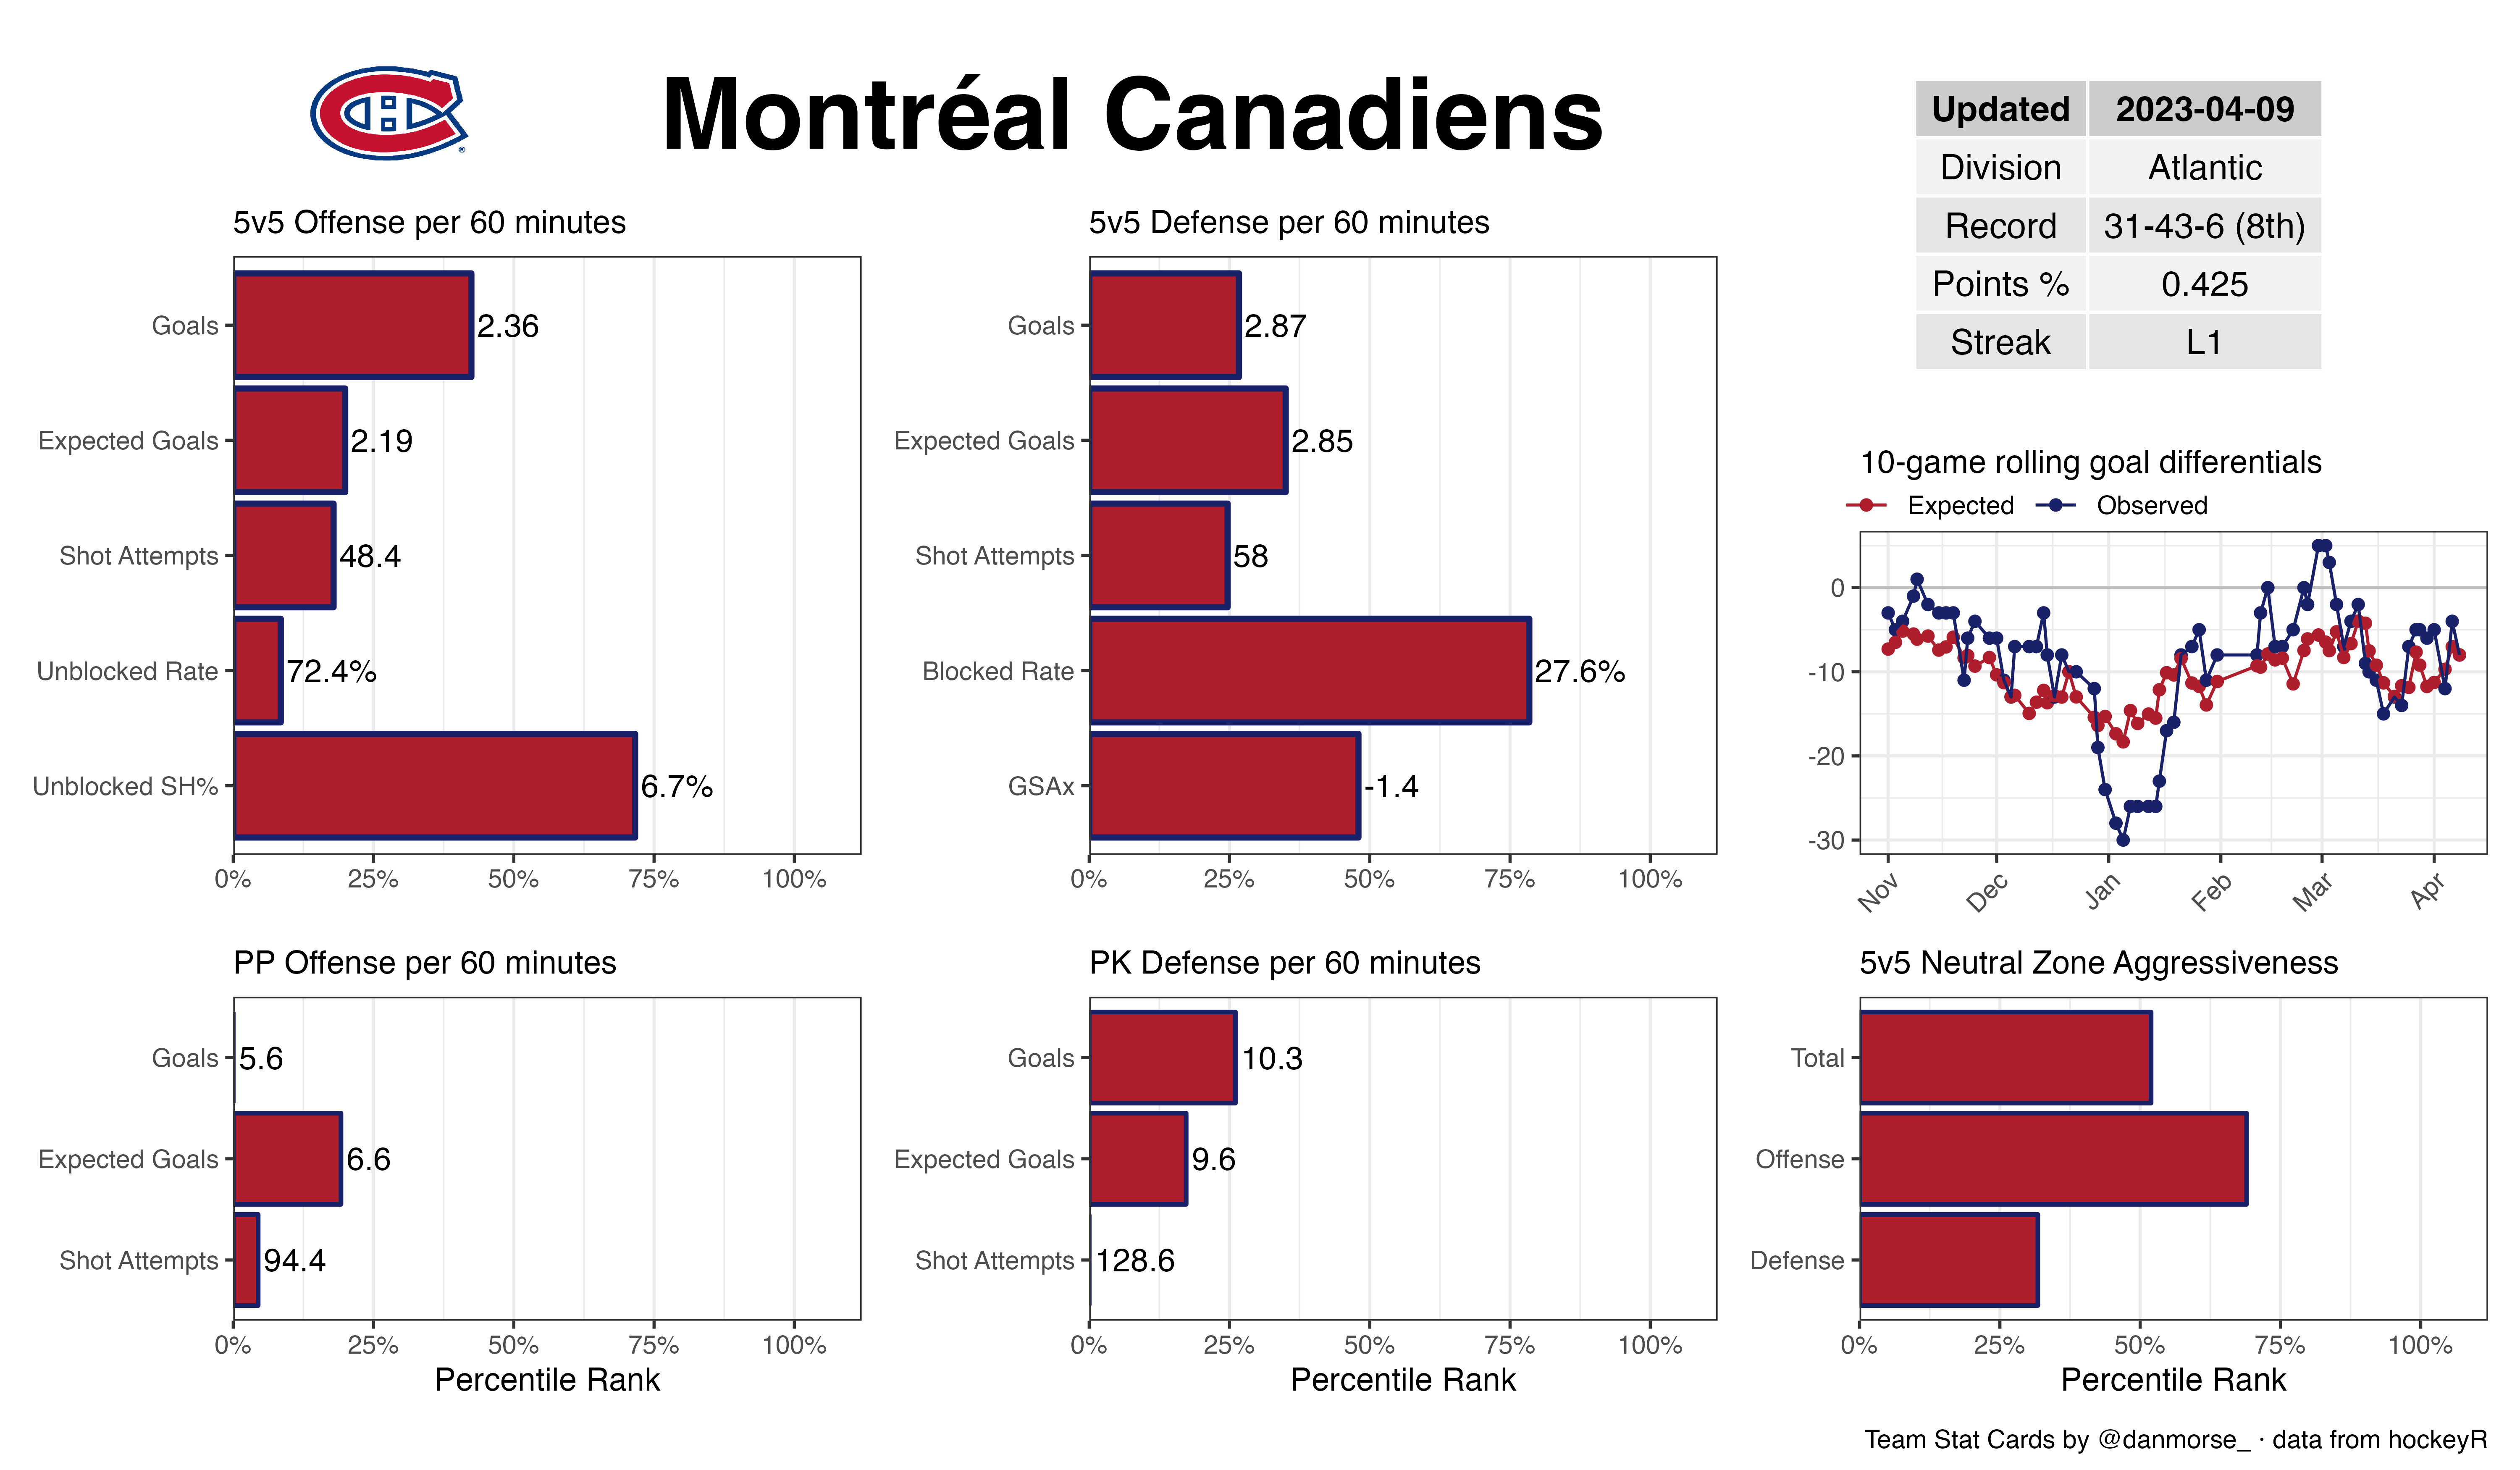 Montréal Canadiens
Updated 2023-04-09
Division Atlantic
Record 31-43-6 (8th)
Points % 0.425
Streak L1
5v5 Offense per 60 minutes
Goals 2.36
Expected Goals 2.19
Shot Attempts 48.4
Unblocked Rate 72.4%
Unblocked SH% 6.7%
0% 25% 50% 75% 100%
5v5 Defense per 60 minutes
Goals 2.87
Expected Goals 2.85
Shot Attempts 58
Blocked Rate 27.6%
GSAx -1.4
0% 25% 50% 75% 100%
10-game rolling goal differentials
Expected Observed
0
-10
-20
-30
Nov Dec Jan Feb Mar Apr
PP Offense per 60 minutes
Goals 5.6
Expected Goals 6.6
Shot Attempts 94.4
0% 25% 50% 75% 100%
Percentile Rank
PK Defense per 60 minutes
Goals 10.3
Expected Goals 9.6
Shot Attempts 128.6
0% 25% 50% 75% 100%
Percentile Rank
5v5 Neutral Zone Aggressiveness
Total
Offense
Defense
0% 25% 50% 75% 100%
Percentile Rank
Team Stat Cards by @danmorse_ · data from hockeyR